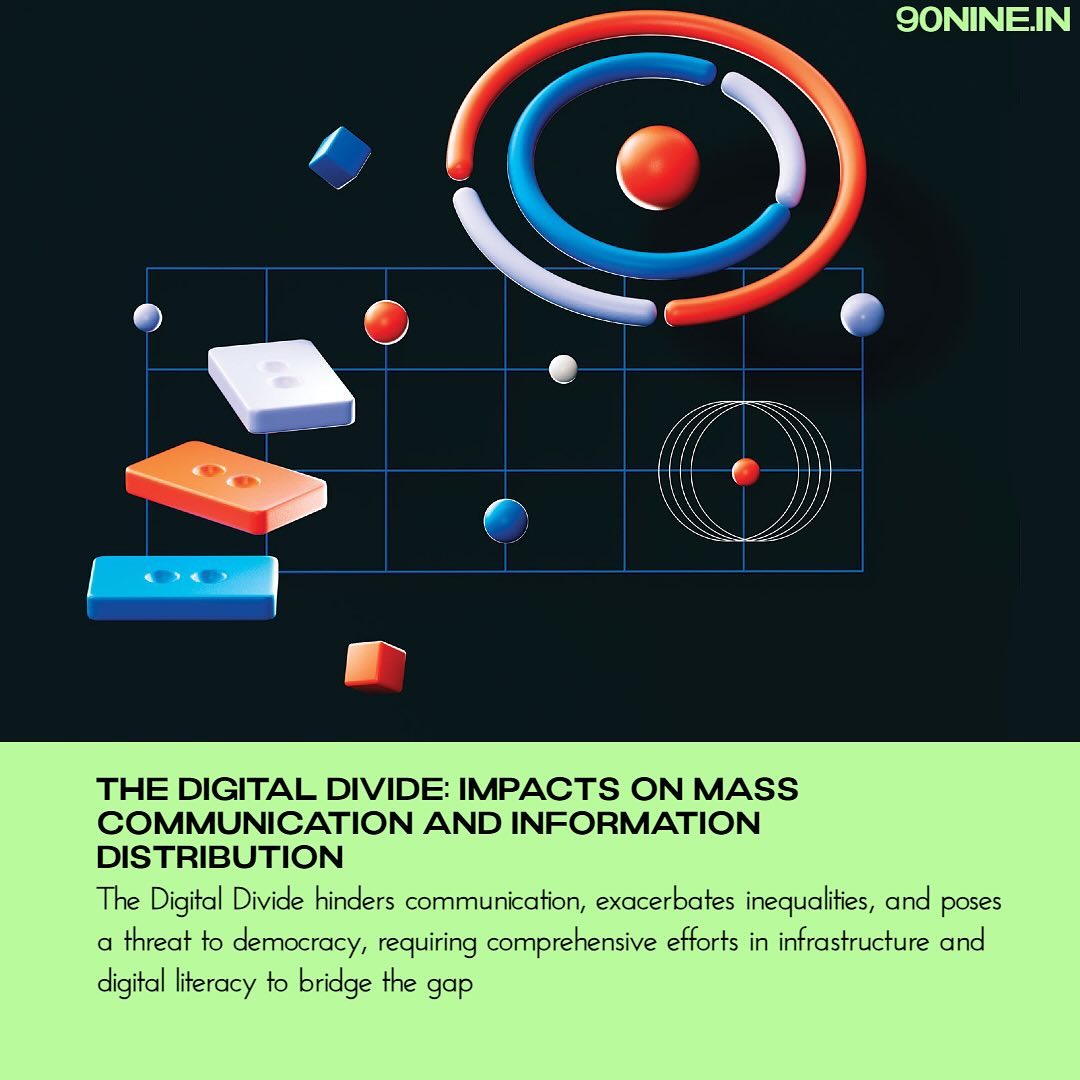 90NINE.IN
THE DIGITAL DIVIDE: IMPACTS ON MASS
COMMUNICATION AND INFORMATION
DISTRIBUTION
The Digital Divide hinders communication, exacerbates inequalities, and poses
a threat to democracy, requiring comprehensive efforts in infrastructure and
digital literacy to bridge the gap